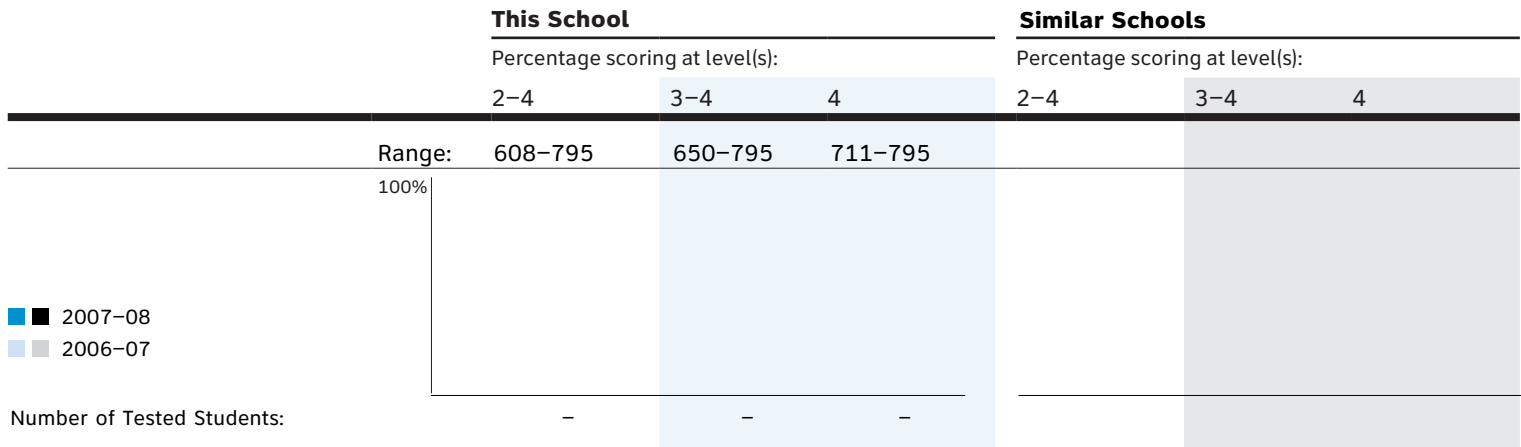 This School Similar Schools
Percentage scoring at level(s): Percentage scoring at level(s):
2–4 3–4 4 2–4 3–4 4
Range: 608–795 650–795 711–795
100%
2007–08
2006–07
Number of Tested Students: – – –